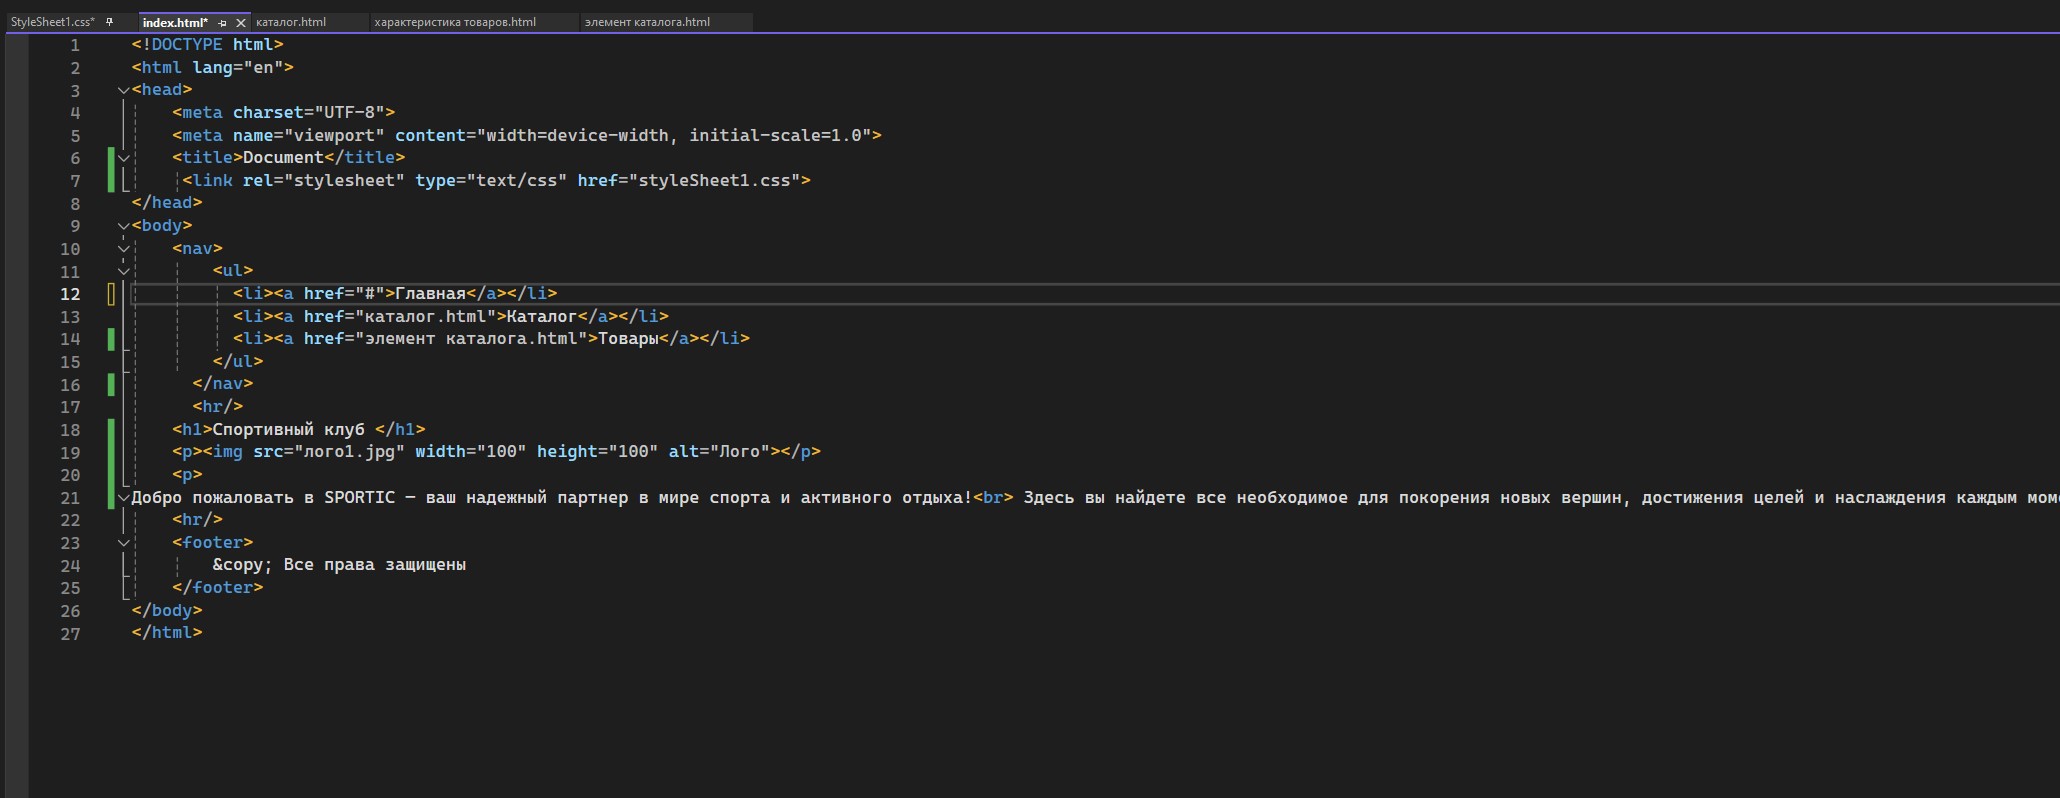 StyleSheet1.css* index.html* каталог.html характеристика товаров.html элемент каталога.html
1 <!DOCTYPE html>
2 <html lang="en">
3 <head>
4 <meta charset="UTF-8">
5 <meta name="viewport" content="width=device-width, initial-scale=1.0">
6 <title>Document</title>
7 <link rel="stylesheet" type="text/css" href="styleSheet1.css">
8 </head>
9 <body>
10 <nav>
11 <ul>
12 <li><a href="#">Главная</a></li>
13 <li><a href="каталог.html">Каталог</a></li>
14 <li><a href="элемент каталога.html">Товары</a></li>
15 </ul>
16 </nav>
17 <hr/>
18 <h1>Спортивный клуб </h1>
19 <p><img src="лого1.jpg" width="100" height="100" alt="Лого"></p>
20 <p>
21 Добро пожаловать в SPORTIC – ваш надежный партнер в мире спорта и активного отдыха!<br> Здесь вы найдете все необходимое для покорения новых вершин, достижения целей и наслаждения каждым
22 <hr/>
23 <footer>
24 &copy; Все права защищены
25 </footer>
26 </body>
27 </html>